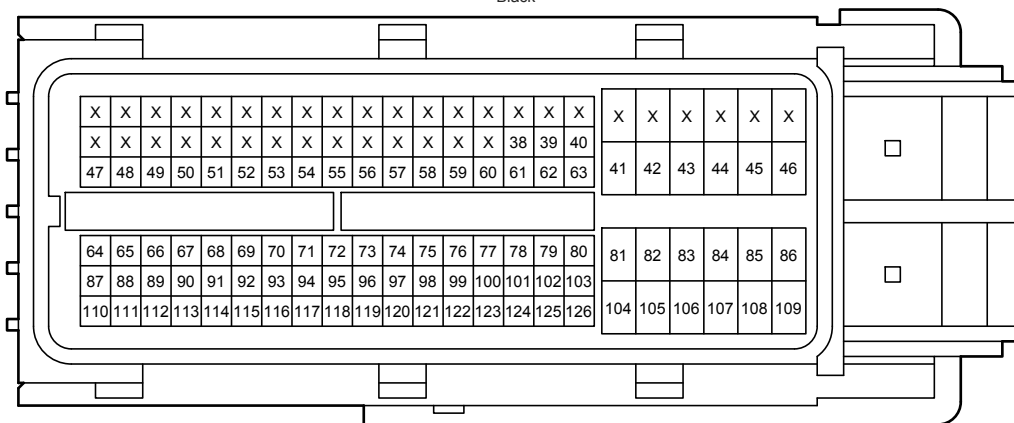 Black
X X X X X X X X X X X X X X X X X X X X X X X
X X X X X X X X X X X X X X 38 39 40
47 48 49 50 51 52 53 54 55 56 57 58 59 60 61 62 63 41 42 43 44 45 46
64 65 66 67 68 69 70 71 72 73 74 75 76 77 78 79 80 81 82 83 84 85 86
87 88 89 90 91 92 93 94 95 96 97 98 99 100 101 102 103
110 111 112 113 114 115 116 117 118 119 120 121 122 123 124 125 126 104 105 106 107 108 109